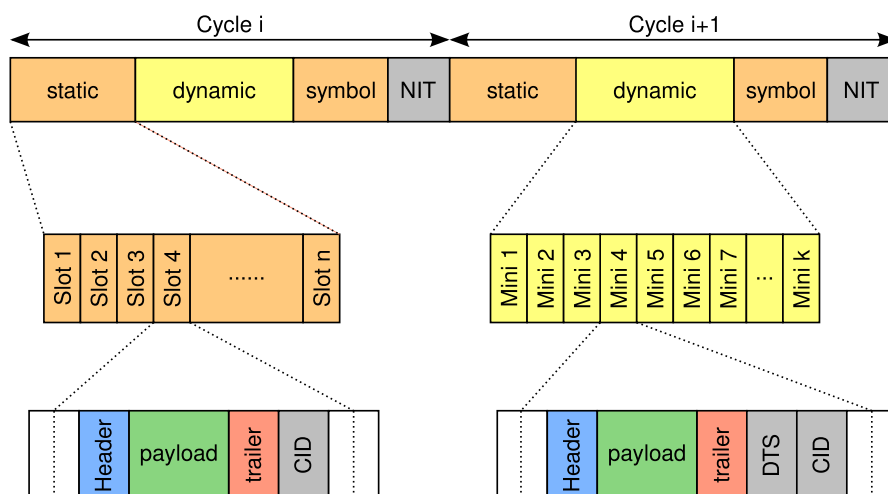 Cycle i
Cycle i+1
static dynamic symbol NIT static dynamic symbol NIT
Slot 1 Slot 2 Slot 3 Slot 4 ...... Slot n
Mini 1 Mini 2 Mini 3 Mini 4 Mini 5 Mini 6 Mini 7 ... Mini k
Header payload trailer CID
Header payload trailer DTS CID